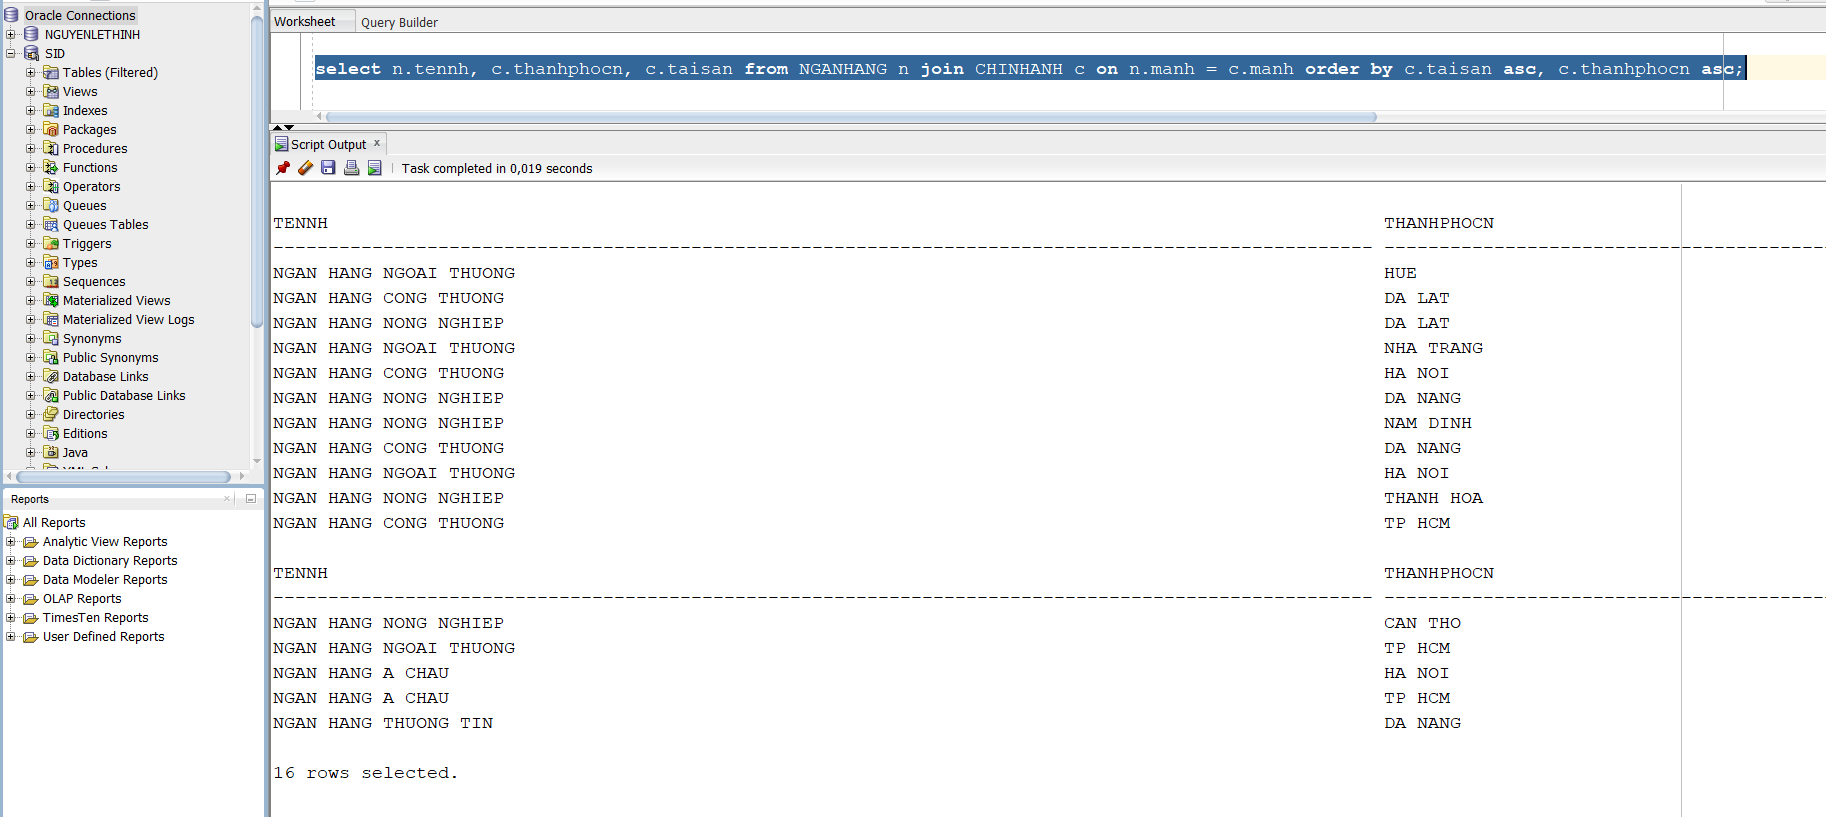 Oracle Connections
NGUYENLETHINH
SID
Tables (Filtered)
Views
Indexes
Packages
Procedures
Functions
Operators
Queues
Queues Tables
Triggers
Types
Sequences
Materialized Views
Materialized View Logs
Synonyms
Public Synonyms
Database Links
Public Database Links
Directories
Editions
Java
Reports
All Reports
Analytic View Reports
Data Dictionary Reports
Data Modeler Reports
OLAP Reports
TimesTen Reports
User Defined Reports
Worksheet Query Builder
select n.tennh, c.thanhphocn, c.taisan from NGANHANG n join CHINHANH c on n.manh = c.manh order by c.taisan asc, c.thanhphocn asc;
Script Output x
Task completed in 0,019 seconds
TENNH THANHPHOCN
NGAN HANG NGOAI THUONG HUE
NGAN HANG CONG THUONG DA LAT
NGAN HANG NONG NGHIEP DA LAT
NGAN HANG NGOAI THUONG NHA TRANG
NGAN HANG CONG THUONG HA NOI
NGAN HANG NONG NGHIEP DA NANG
NGAN HANG NONG NGHIEP NAM DINH
NGAN HANG CONG THUONG DA NANG
NGAN HANG NGOAI THUONG HA NOI
NGAN HANG NONG NGHIEP THANH HOA
NGAN HANG CONG THUONG TP HCM
TENNH THANHPHOCN
NGAN HANG NONG NGHIEP CAN THO
NGAN HANG NGOAI THUONG TP HCM
NGAN HANG A CHAU HA NOI
NGAN HANG A CHAU TP HCM
NGAN HANG THUONG TIN DA NANG
16 rows selected.